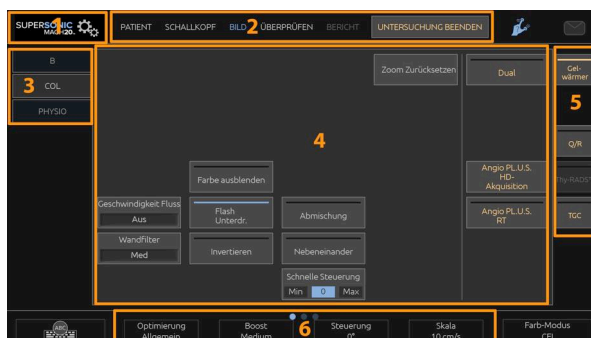 SUPERSONIC
MACH 20
1
PATIENT SCHALLKOPF BILD 2 ÜBERPRÜFEN BERICHT UNTERSUCHUNG BEENDEN
B
3 COL
PHYSIO
Zoom Zurücksetzen
Dual
Gel-
wärmer
5
4
Q/R
Farbe ausblenden
Angio PL.U.S.
HD-
Akquisition
Thy-RADS
Geschwindigkeit Fluss
Aus
Flash
Unterdr.
Abmischung
Angio PL.U.S.
RT
TGC
Wandfilter
Med
Invertieren
Nebeneinander
Schnelle Steuerung
Min 0 Max
ABC
Optimierung
Allgemein
Boost
Medium
6
Steuerung
0°
Skala
10 cm/s
Farb-Modus
CFI